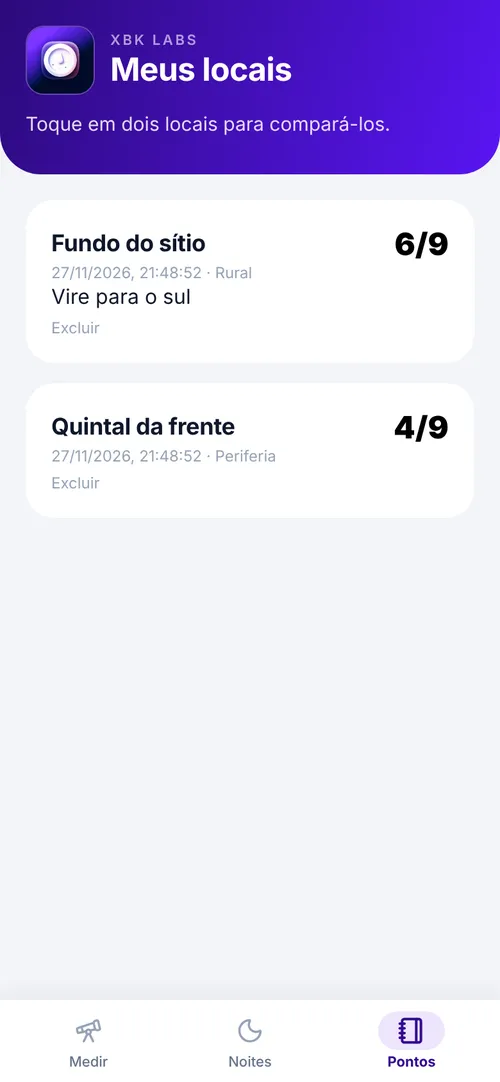 XBK LABS
Meus locais
Toque em dois locais para compará-los.
Fundo do sítio
6/9
27/11/2026, 21:48:52 · Rural
Vire para o sul
Excluir
Quintal da frente
4/9
27/11/2026, 21:48:52 · Periferia
Excluir
Medir
Noites
Pontos